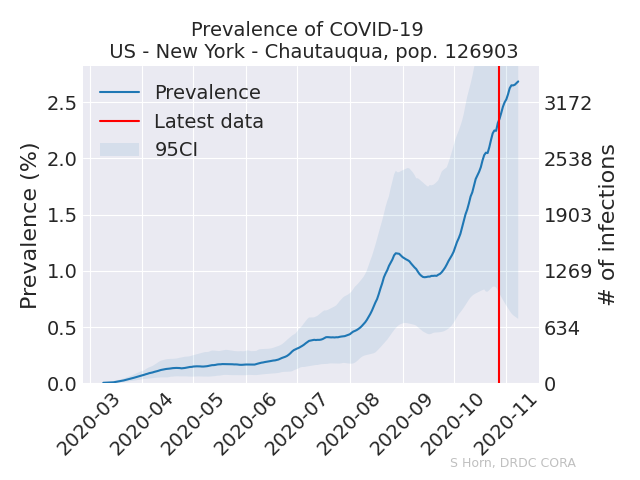 Prevalence of COVID-19
US - New York - Chautauqua, pop. 126903
Prevalence (%)
2.5
2.0
1.5
1.0
0.5
0.0
Prevalence
Latest data
95CI
3172
2538
1903
1269
634
0
# of infections
2020-03
2020-04
2020-05
2020-06
2020-07
2020-08
2020-09
2020-10
2020-11
S Horn, DRDC CORA